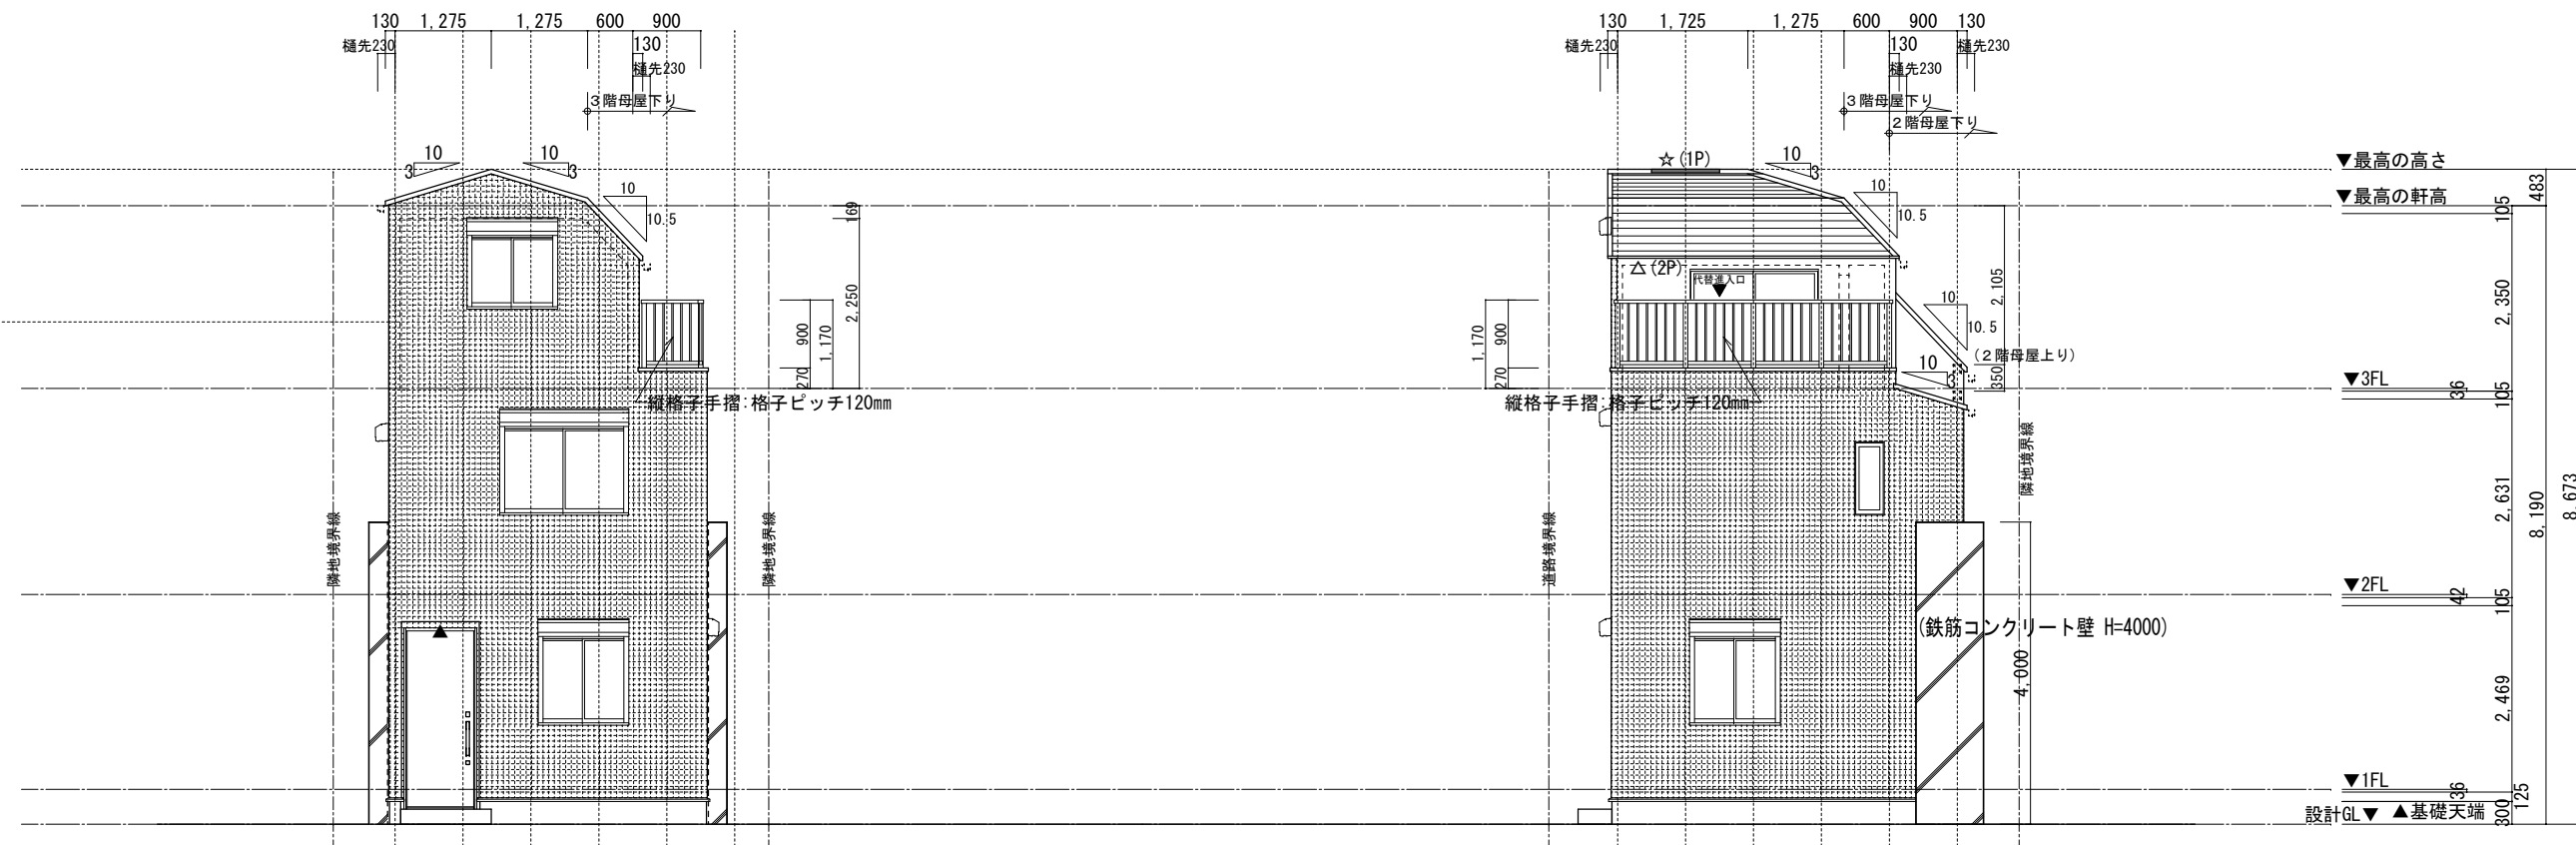 130 1,275 1,275 600 900
樋先230 130
樋先230
3階母屋下り
10 10
3 3
10
10.5
169
2,250
900
1,170
270
縦格子手摺:格子ピッチ120mm
隣地境界線
隣地境界線
130 1,725 1,275 600 900 130
樋先230 130 樋先230
樋先230
3階母屋下り
2階母屋下り
☆(1P)
10
3
10
10.5
△(2P)
代替進入口
2,105
10
10.5
(2階母屋上り)
10
3
350
1,170
900
270
縦格子手摺:格子ピッチ120mm
道路境界線
隣地境界線
(鉄筋コンクリート壁 H=4000)
4,000
▼最高の高さ
483
▼最高の軒高
105
2,350
▼3FL
36
105
2,631
8,190
8,673
▼2FL
42
105
2,469
▼1FL
36
125
設計GL▼ ▲基礎天端
300